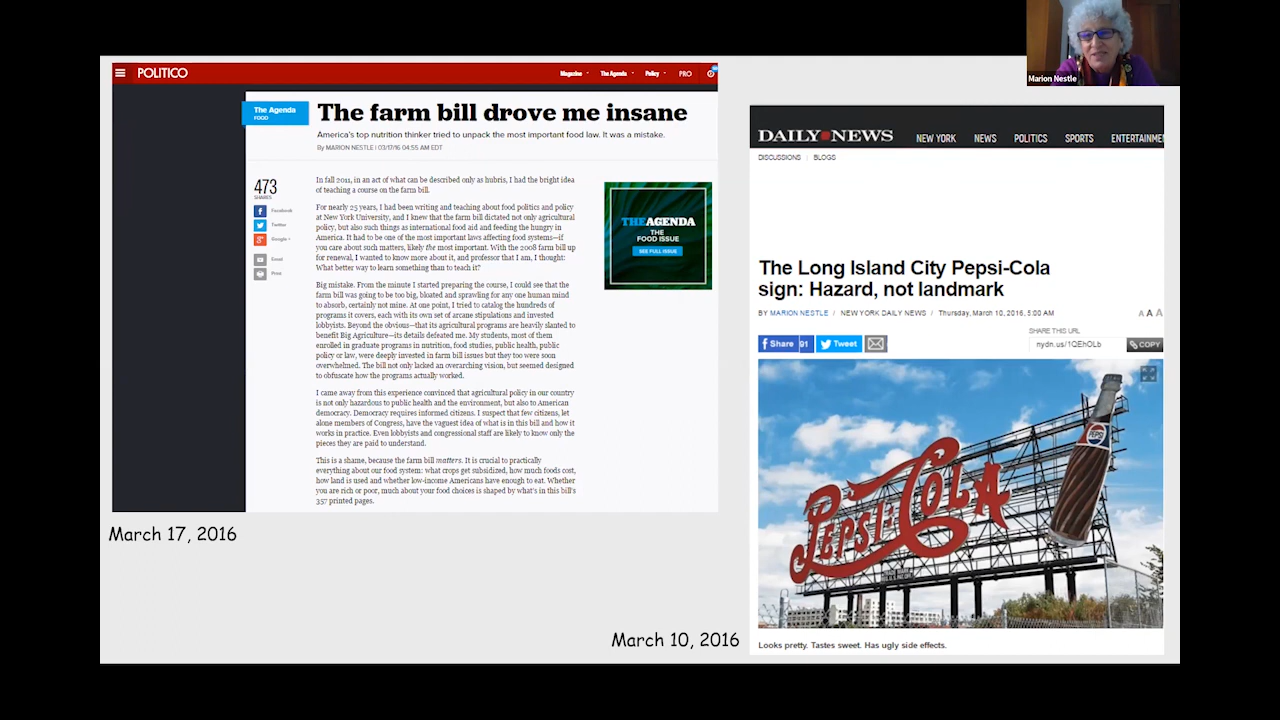 Marion Nestle
POLITICO
Magazine The Agenda Policy PRO
The Agenda
FOOD
The farm bill drove me insane
America's top nutrition thinker tried to unpack the most important food law. It was a mistake.
By MARION NESTLE | 03/17/16 04:55 AM EDT
473
SHARES
Facebook
Twitter
Google +
Email
Print
In fall 2011, in an act of what can be described only as hubris, I had the bright idea
of teaching a course on the farm bill.
For nearly 25 years, I had been writing and teaching about food politics and policy
at New York University, and I knew that the farm bill dictated not only agricultural
policy, but also such things as international food aid and feeding the hungry in
America. It had to be one of the most important laws affecting food systems—if
you care about such matters, likely the most important. With the 2008 farm bill up
for renewal, I wanted to know more about it, and professor that I am, I thought:
What better way to learn something than to teach it?
Big mistake. From the minute I started preparing the course, I could see that the
farm bill was going to be too big, bloated and sprawling for any one human mind
to absorb, certainly not mine. At one point, I tried to catalog the hundreds of
programs it covers, each with its own set of arcane stipulations and invested
lobbyists. Beyond the obvious—that its agricultural programs are heavily slanted to
benefit Big Agriculture—its details defeated me. My students, most of them
enrolled in graduate programs in nutrition, food studies, public health, public
policy or law, were deeply invested in farm bill issues but they too were soon
overwhelmed. The bill not only lacked an overarching vision, but seemed designed
to obfuscate how the programs actually worked.
I came away from this experience convinced that agricultural policy in our country
is not only hazardous to public health and the environment, but also to American
democracy. Democracy requires informed citizens. I suspect that few citizens, let
alone members of Congress, have the vaguest idea of what is in this bill and how it
works in practice. Even lobbyists and congressional staff are likely to know only the
pieces they are paid to understand.
This is a shame, because the farm bill matters. It is crucial to practically
everything about our food system: what crops get subsidized, how much foods cost,
how land is used and whether low-income Americans have enough to eat. Whether
you are rich or poor, much about your food choices is shaped by what's in this bill's
357 printed pages.
THE AGENDA
THE
FOOD ISSUE
SEE FULL ISSUE
March 17, 2016
DAILY NEWS
NEW YORK NEWS POLITICS SPORTS ENTERTAINME
DISCUSSIONS | BLOGS
The Long Island City Pepsi-Cola
sign: Hazard, not landmark
BY MARION NESTLE / NEW YORK DAILY NEWS / Thursday, March 10, 2016, 5:00 AM
A A A
SHARE THIS URL
Share 91 Tweet
nydn.us/1QEhOLb COPY
PEPSI
PEPSI-COLA
Looks pretty. Tastes sweet. Has ugly side effects.
March 10, 2016